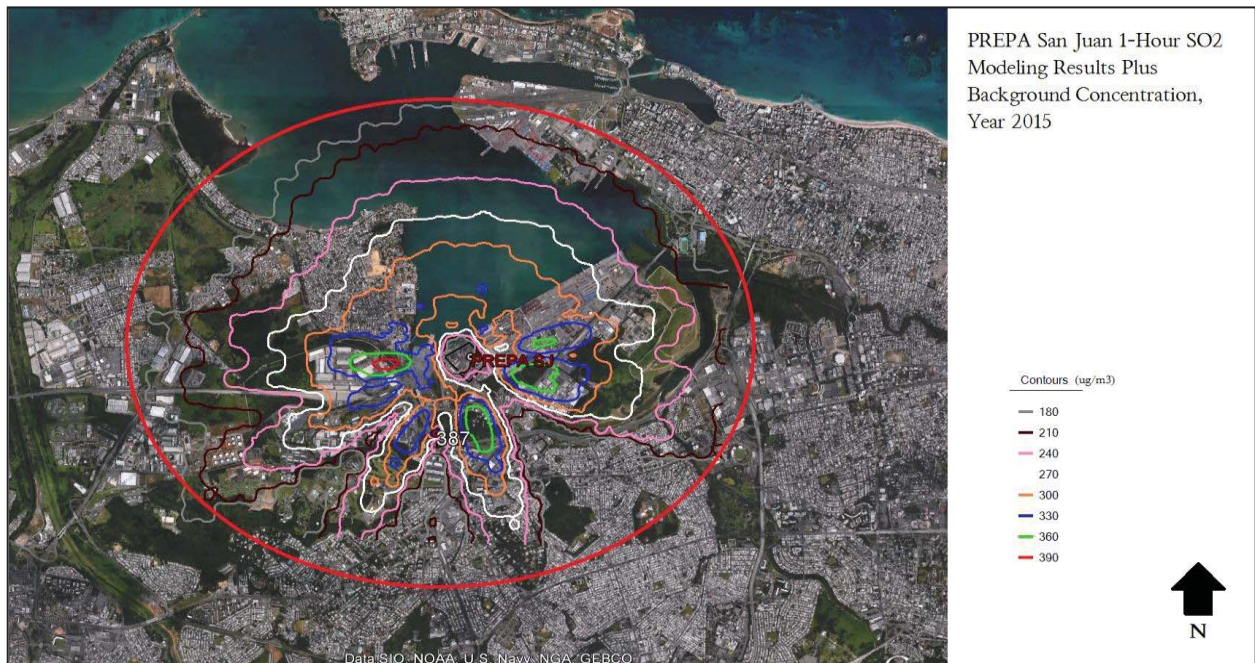 PREPA San Juan 1-Hour SO2
Modeling Results Plus
Background Concentration,
Year 2015
PREPA SJ
387
Contours (ug/m3)
180
210
240
270
300
330
360
390
N
Data SIO, NOAA, U.S. Navy, NGA, GEBCO